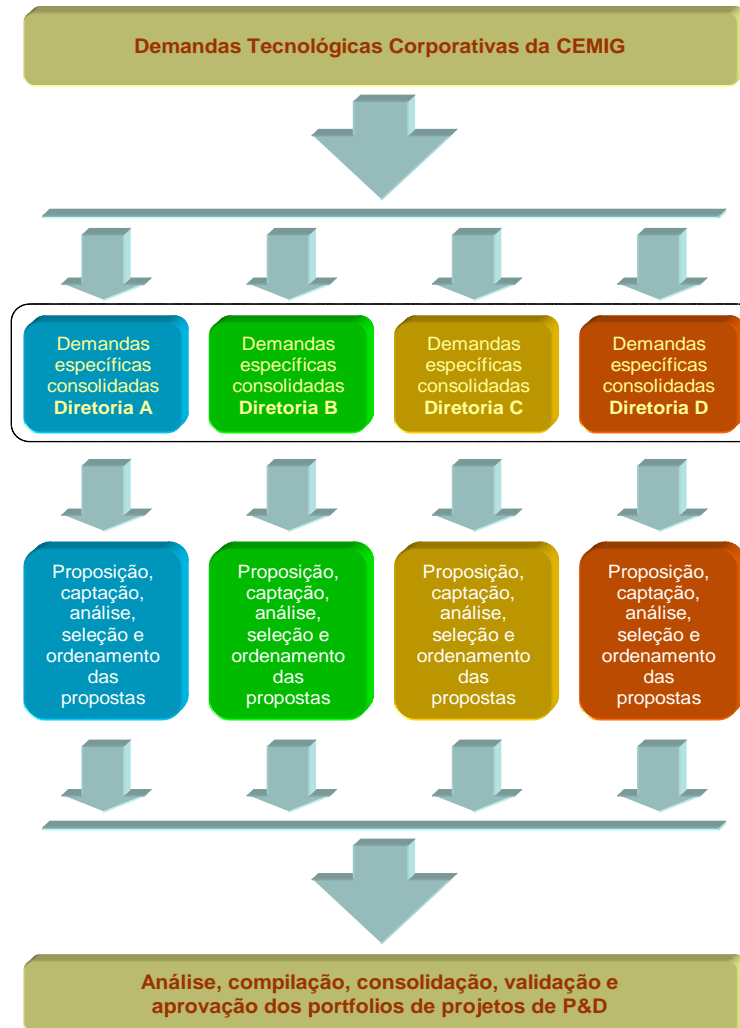 Demandas Tecnológicas Corporativas da CEMIG
Demandas
específicas
consolidadas
Diretoria A
Demandas
específicas
consolidadas
Diretoria B
Demandas
específicas
consolidadas
Diretoria C
Demandas
específicas
consolidadas
Diretoria D
Proposição,
captação,
análise,
seleção e
ordenamento
das
propostas
Proposição,
captação,
análise,
seleção e
ordenamento
das
propostas
Proposição,
captação,
análise,
seleção e
ordenamento
das
propostas
Proposição,
captação,
análise,
seleção e
ordenamento
das
propostas
Análise, compilação, consolidação, validação e
aprovação dos portfolios de projetos de P&D